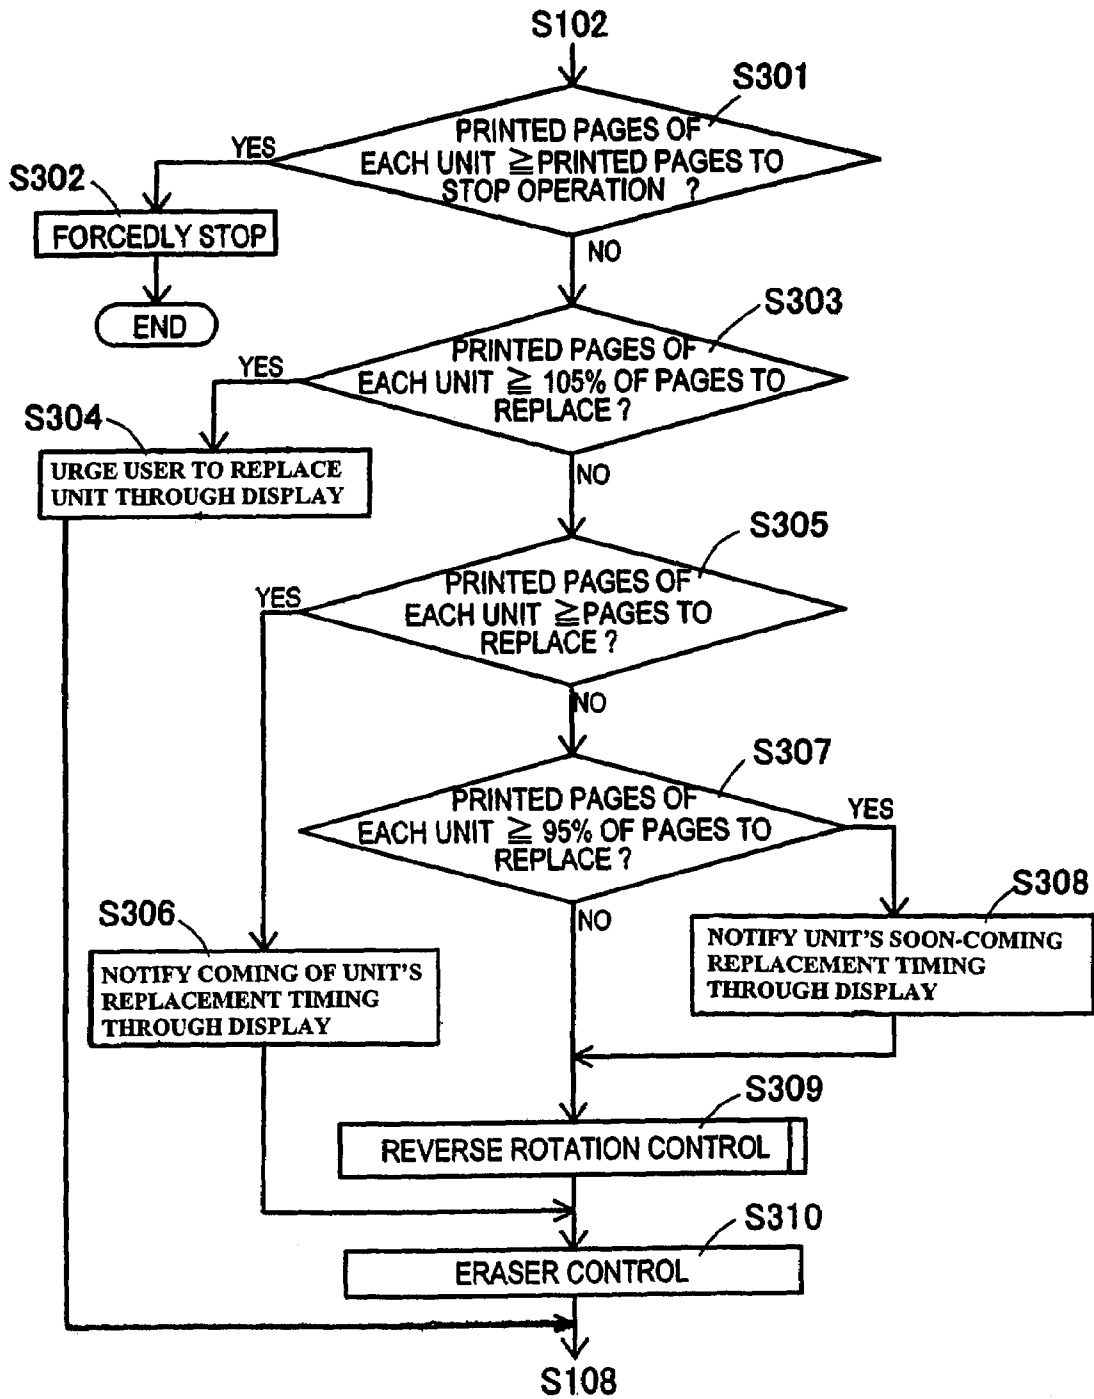 S102
S301
PRINTED PAGES OF
EACH UNIT ≧PRINTED PAGES TO
STOP OPERATION ?
YES
S302
FORCEDLY STOP
NO
END
S303
PRINTED PAGES OF
EACH UNIT ≧ 105% OF PAGES TO
REPLACE ?
YES
S304
URGE USER TO REPLACE
UNIT THROUGH DISPLAY
NO
S305
PRINTED PAGES OF
EACH UNIT ≧PAGES TO
REPLACE ?
YES
NO
S307
PRINTED PAGES OF
EACH UNIT ≧ 95% OF PAGES TO
REPLACE ?
YES
NO
S306
NOTIFY COMING OF UNIT'S
REPLACEMENT TIMING
THROUGH DISPLAY
S308
NOTIFY UNIT'S SOON-COMING
REPLACEMENT TIMING
THROUGH DISPLAY
S309
REVERSE ROTATION CONTROL
S310
ERASER CONTROL
S108